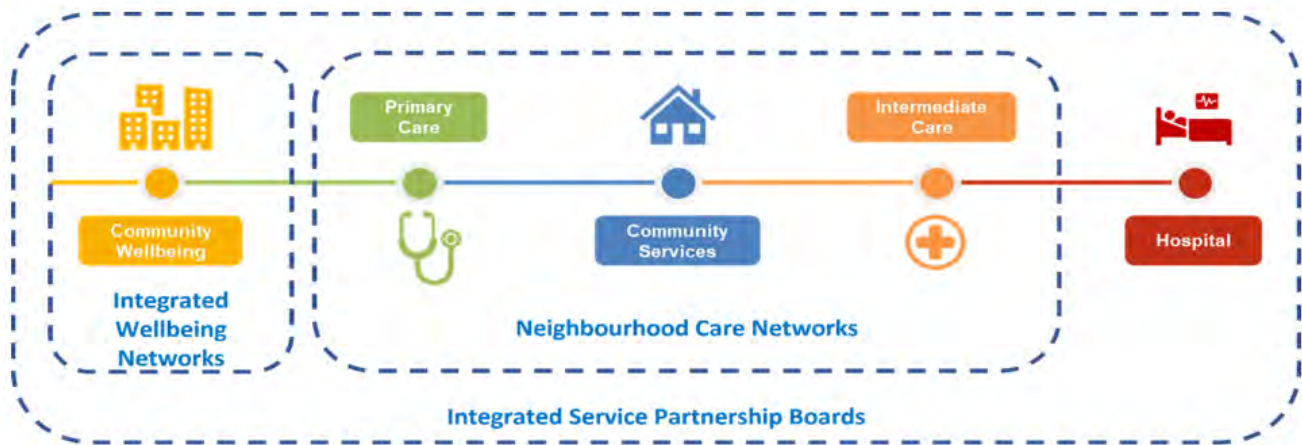 Primary
Care
Intermediate
Care
Community
Wellbeing
Community
Services
Hospital
Integrated
Wellbeing
Networks
Neighbourhood Care Networks
Integrated Service Partnership Boards